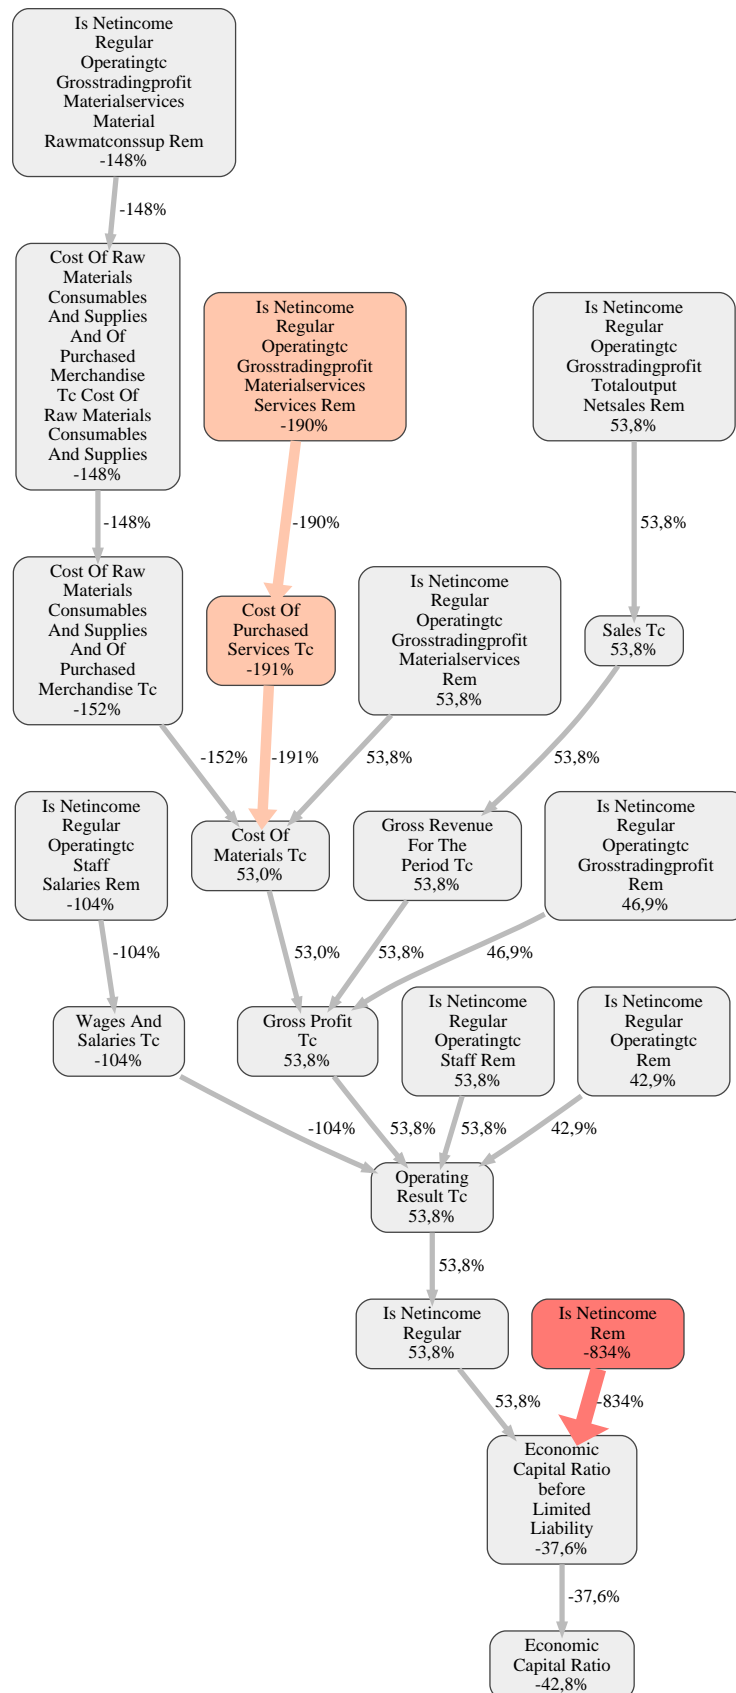 Is Netincome
Regular
Operatingtc
Grosstradingprofit
Materialservices
Material
Rawmatconssup Rem
-148%
-148%
Cost Of Raw
Materials
Consumables
And Supplies
And Of
Purchased
Merchandise
Tc Cost Of
Raw Materials
Consumables
And Supplies
-148%
Is Netincome
Regular
Operatingtc
Grosstradingprofit
Materialservices
Services Rem
-190%
Is Netincome
Regular
Operatingtc
Grosstradingprofit
Totaloutput
Netsales Rem
53,8%
-148%
-190%
53,8%
Cost Of Raw
Materials
Consumables
And Supplies
And Of
Purchased
Merchandise Tc
-152%
Cost Of
Purchased
Services Tc
-191%
Is Netincome
Regular
Operatingtc
Grosstradingprofit
Materialservices
Rem
53,8%
Sales Tc
53,8%
-152%
-191%
53,8%
53,8%
Is Netincome
Regular
Operatingtc
Staff
Salaries Rem
-104%
Cost Of
Materials Tc
53,0%
Gross Revenue
For The
Period Tc
53,8%
Is Netincome
Regular
Operatingtc
Grosstradingprofit
Rem
46,9%
-104%
53,0%
53,8%
46,9%
Wages And
Salaries Tc
-104%
Gross Profit
Tc
53,8%
Is Netincome
Regular
Operatingtc
Staff Rem
53,8%
Is Netincome
Regular
Operatingtc
Rem
42,9%
-104%
53,8%
53,8%
42,9%
Operating
Result Tc
53,8%
53,8%
Is Netincome
Regular
53,8%
Is Netincome
Rem
-834%
53,8%
-834%
Economic
Capital Ratio
before
Limited
Liability
-37,6%
-37,6%
Economic
Capital Ratio
-42,8%